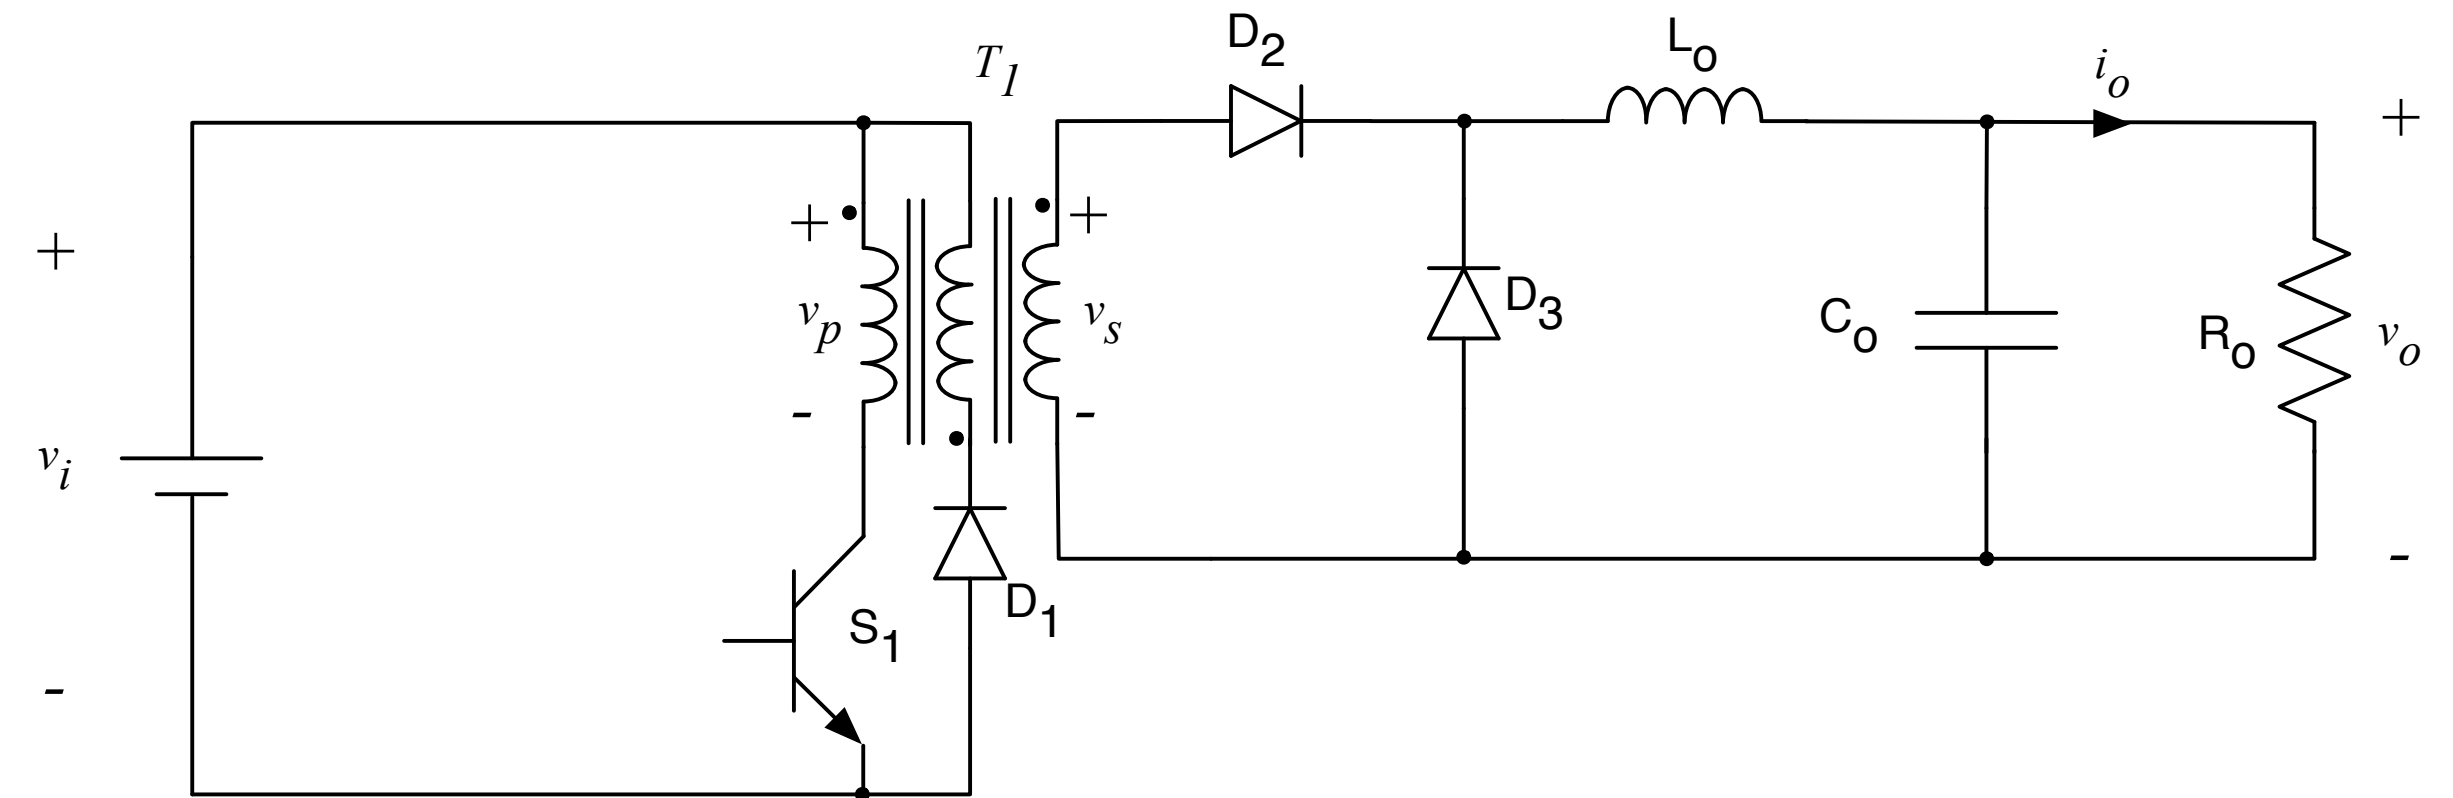 D2
Lo
T1
io
+
+
+
+
vp
vs
D3
Co
Ro
vo
-
-
vi
D1
S1
-
-